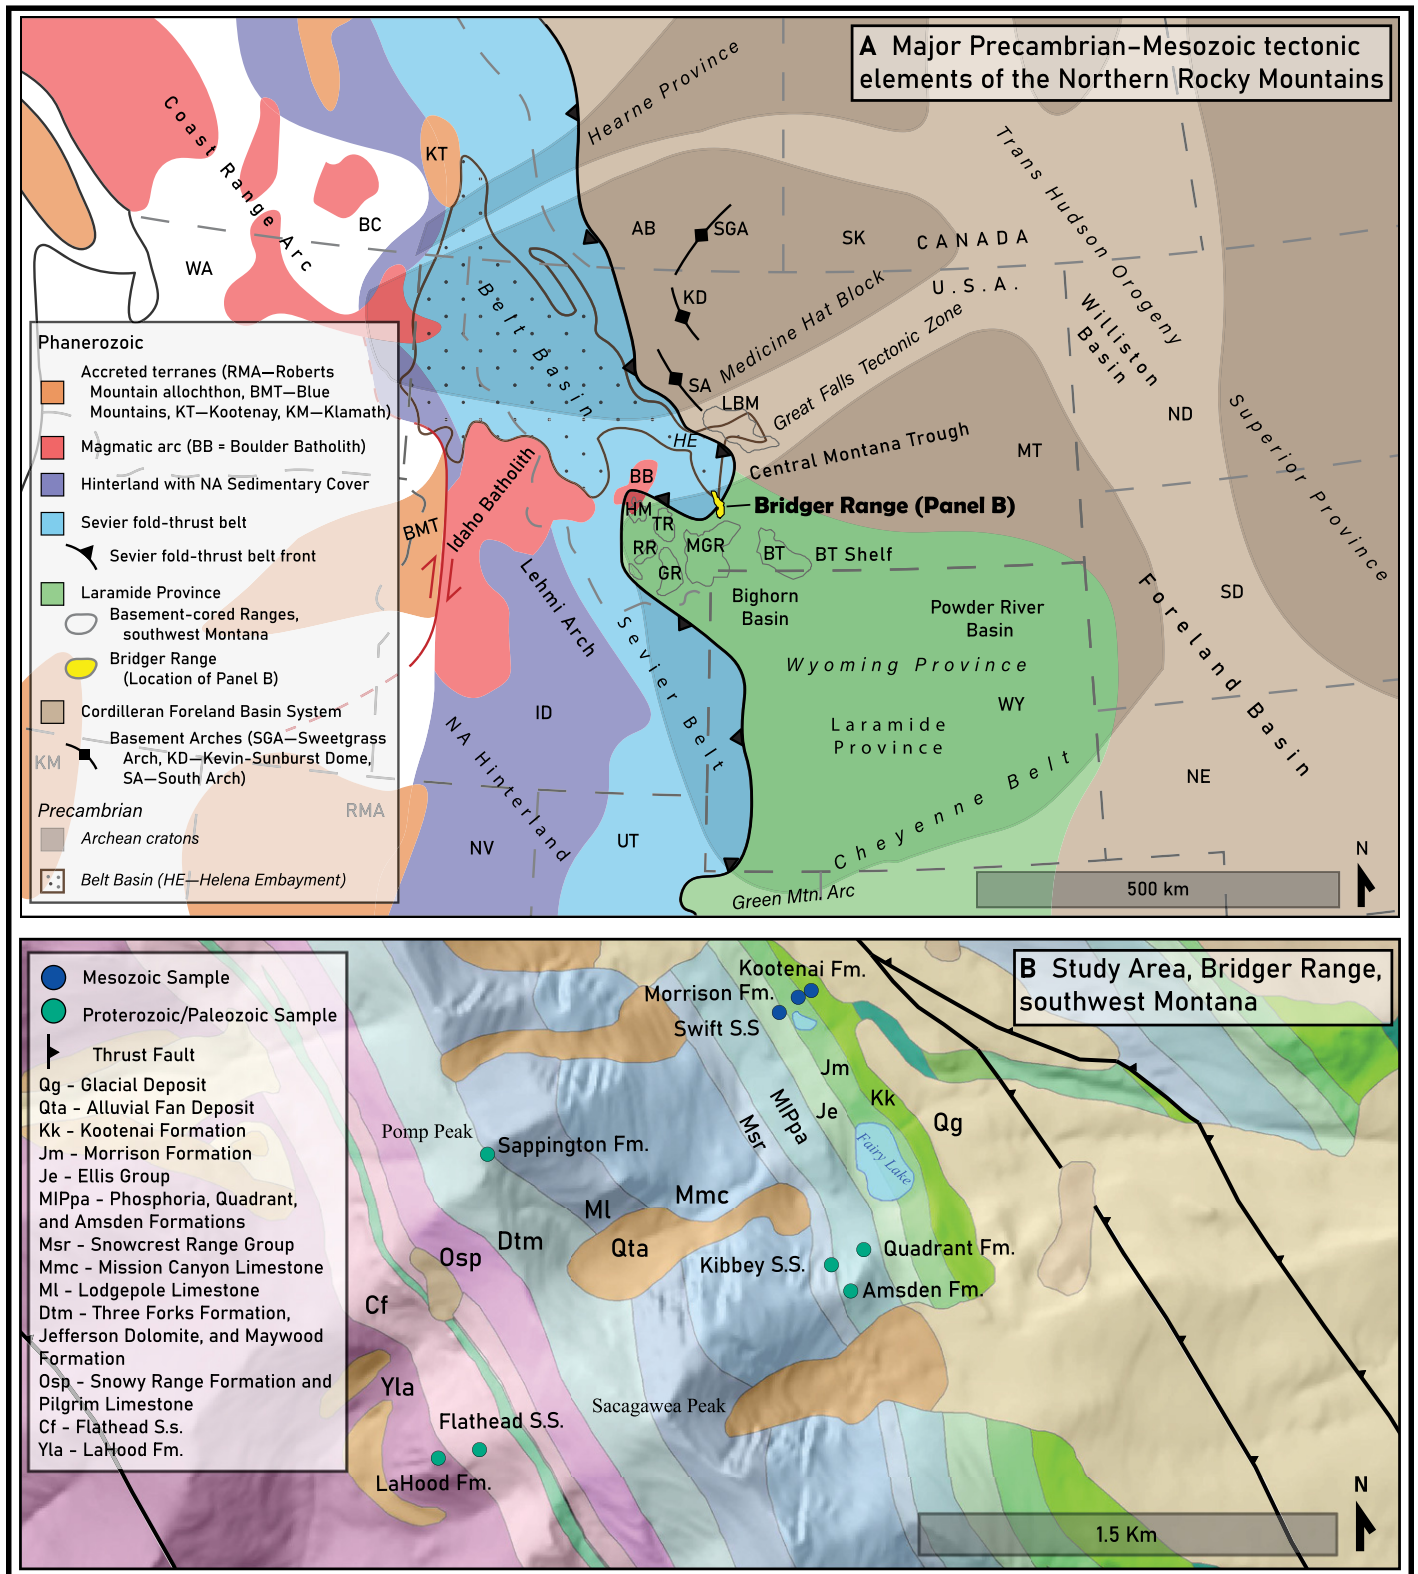 A Major Precambrian–Mesozoic tectonic
elements of the Northern Rocky Mountains
Coast Range Arc
Hearne Province
Trans Hudson Orogeny
KT
BC
WA
AB
SGA
SK
CANADA
U.S.A.
KD
Belt Basin
Medicine Hat Block
Great Falls Tectonic Zone
Williston
Basin
SA
LBM
HE
ND
Superior Province
Central Montana Trough
MT
BB
Bridger Range (Panel B)
HM
TR
RR
MGR
GR
BT
BT Shelf
BMT
Idaho Batholith
Lehmi Arch
Bighorn
Basin
Powder River
Basin
SD
Foreland Basin
Sevier Belt
Wyoming Province
WY
Laramide
Province
ID
NA Hinterland
NE
Cheyenne Belt
NV
UT
Green Mtn. Arc
500 km
N
Phanerozoic
Accreted terranes (RMA—Roberts
Mountain allochthon, BMT—Blue
Mountains, KT—Kootenay, KM—Klamath)
Magmatic arc (BB = Boulder Batholith)
Hinterland with NA Sedimentary Cover
Sevier fold-thrust belt
Sevier fold-thrust belt front
Laramide Province
Basement-cored Ranges,
southwest Montana
Bridger Range
(Location of Panel B)
Cordilleran Foreland Basin System
Basement Arches (SGA—Sweetgrass
Arch, KD—Kevin-Sunburst Dome,
SA—South Arch)
KM
RMA
Precambrian
Archean cratons
Belt Basin (HE—Helena Embayment)
B Study Area, Bridger Range,
southwest Montana
Mesozoic Sample
Proterozoic/Paleozoic Sample
Thrust Fault
Qg - Glacial Deposit
Qta - Alluvial Fan Deposit
Kk - Kootenai Formation
Jm - Morrison Formation
Je - Ellis Group
MIPpa - Phosphoria, Quadrant,
and Amsden Formations
Msr - Snowcrest Range Group
Mmc - Mission Canyon Limestone
Ml - Lodgepole Limestone
Dtm - Three Forks Formation,
Jefferson Dolomite, and Maywood
Formation
Osp - Snowy Range Formation and
Pilgrim Limestone
Cf - Flathead S.s.
Yla - LaHood Fm.
Kootenai Fm.
Morrison Fm.
Swift S.S
Jm
Kk
Je
MIPpa
Msr
Qg
Fairy Lake
Pomp Peak
Sappington Fm.
Mmc
Ml
Dtm
Qta
Osp
Kibbey S.S.
Quadrant Fm.
Amsden Fm.
Cf
Yla
Sacagawea Peak
Flathead S.S.
LaHood Fm.
1.5 Km
N